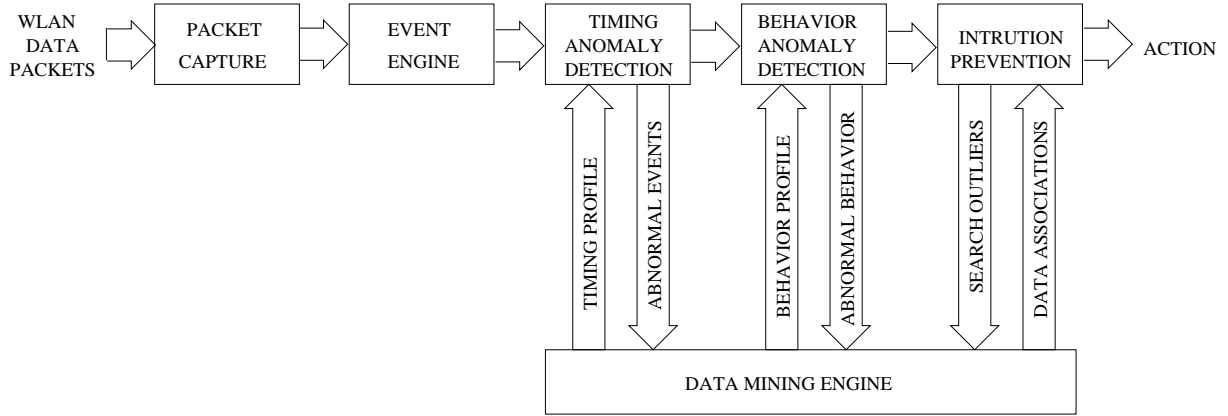 WLAN
DATA
PACKETS
PACKET
CAPTURE
EVENT
ENGINE
TIMING
ANOMALY
DETECTION
BEHAVIOR
ANOMALY
DETECTION
INTRUTION
PREVENTION
ACTION
TIMING PROFILE
ABNORMAL EVENTS
BEHAVIOR PROFILE
ABNORMAL BEHAVIOR
SEARCH OUTLIERS
DATA ASSOCIATIONS
DATA MINING ENGINE